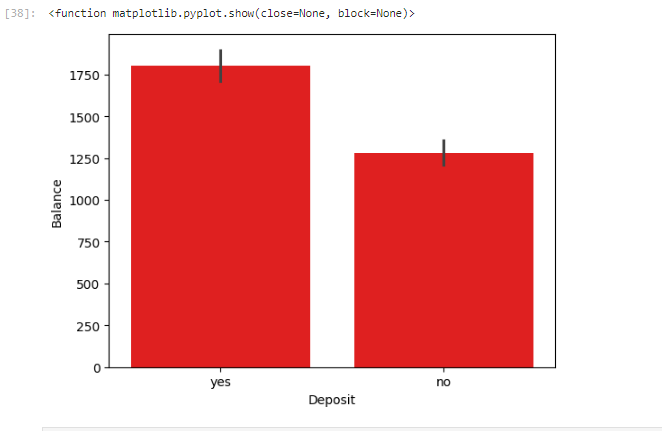 [38]: <function matplotlib.pyplot.show(close=None, block=None)>
1750
1500
1250
1000
750
500
250
0
Balance
yes no
Deposit